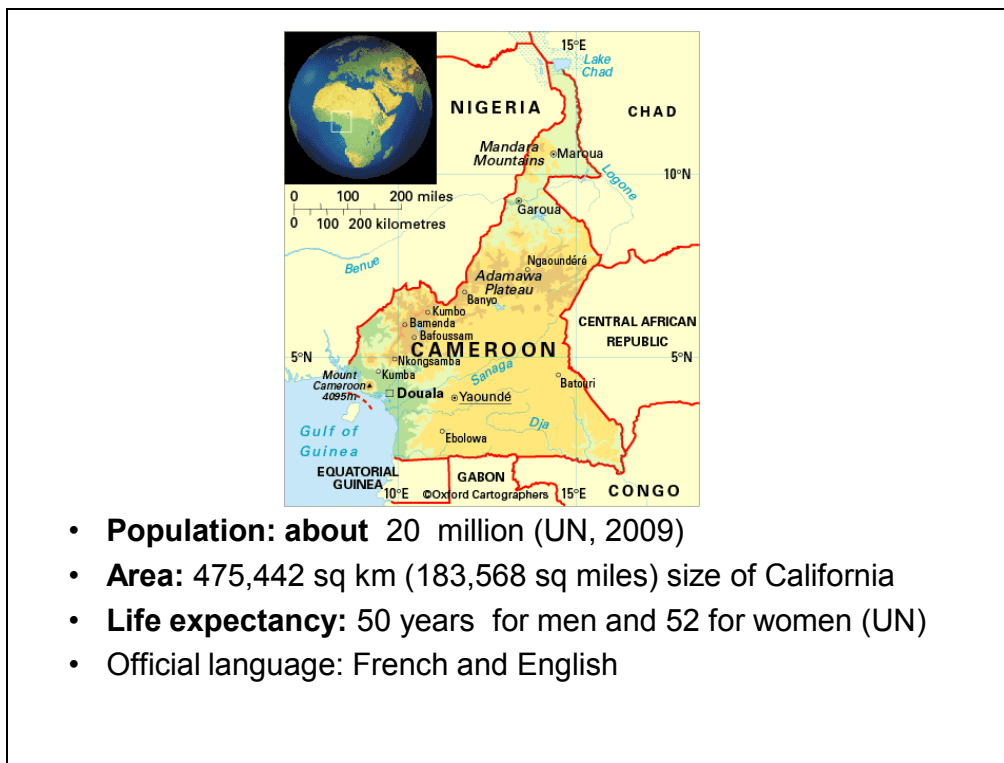 15°E
Lake
Chad
NIGERIA
CHAD
Mandara
Mountains
Maroua
10°N
Logone
0 100 200 miles
0 100 200 kilometres
Garoua
Benue
Ngaoundéré
Adamawa
Plateau
Banyo
Kumbo
Bamenda
Bafoussam
CENTRAL AFRICAN
REPUBLIC
CAMEROON
5°N
Nkongsamba
5°N
Mount
Cameroon
4095m
Kumba
Sanaga
Batouri
Douala
Yaoundé
Gulf of
Guinea
Dja
Ebolowa
EQUATORIAL
GUINEA
GABON
10°E
©Oxford Cartographers
15°E
CONGO
• Population: about 20 million (UN, 2009)
• Area: 475,442 sq km (183,568 sq miles) size of California
• Life expectancy: 50 years for men and 52 for women (UN)
• Official language: French and English